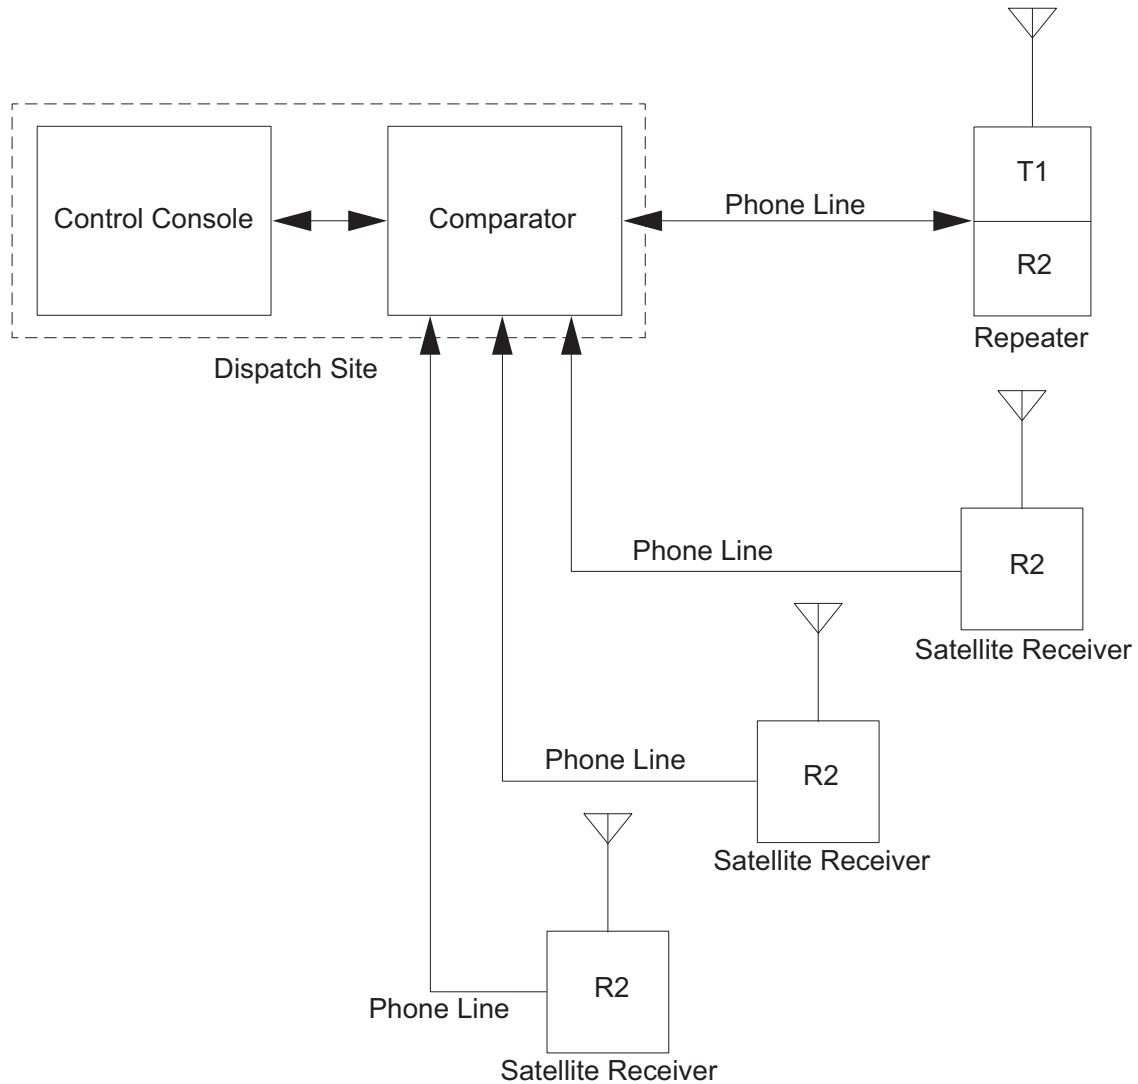 T1
Control Console
Comparator
Phone Line
R2
Repeater
Dispatch Site
Phone Line
R2
Satellite Receiver
Phone Line
R2
Satellite Receiver
R2
Phone Line
Satellite Receiver